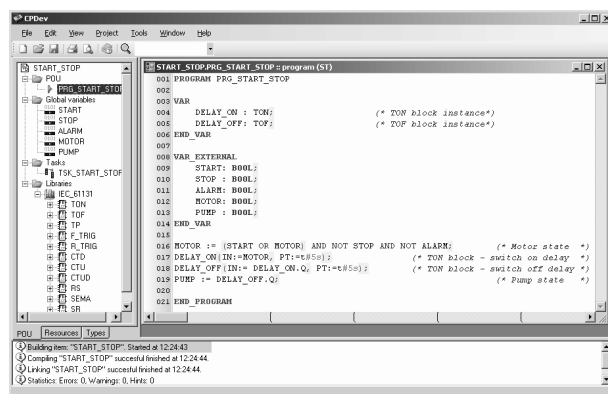 CPDev
File Edit View Project Tools Window Help
START_STOP
POU
PRG_START_STOP
Global variables
START
STOP
ALARM
MOTOR
PUMP
Tasks
TSK_START_STOP
Libraries
IEC_61131
TON
TOF
TP
F_TRIG
R_TRIG
CTD
CTU
CTUD
RS
SEMA
SR
POU Resources Types
START_STOP.PRG_START_STOP :: program (ST)
001 PROGRAM PRG_START_STOP
002
003 VAR
004 DELAY_ON : TON; (* TON block instance*)
005 DELAY_OFF: TOF; (* TOF block instance*)
006 END_VAR
007
008 VAR_EXTERNAL
009 START: BOOL;
010 STOP : BOOL;
011 ALARM: BOOL;
012 MOTOR: BOOL;
013 PUMP : BOOL;
014 END_VAR
015
016 MOTOR := (START OR MOTOR) AND NOT STOP AND NOT ALARM; (* Motor state *)
017 DELAY_ON(IN:=MOTOR, PT:=t#5s); (* TON block - switch on delay *)
018 DELAY_OFF(IN:= DELAY_ON.Q, PT:=t#5s); (* TON block - switch off delay *)
019 PUMP := DELAY_OFF.Q; (* Pump state *)
020
021 END_PROGRAM
Building item: "START_STOP". Started at 12:24:43
Compiling "START_STOP" succesful finished at 12:24:44.
Linking "START_STOP" succesful finished at 12:24:44.
Statistics: Errors: 0, Warnings: 0, Hints: 0